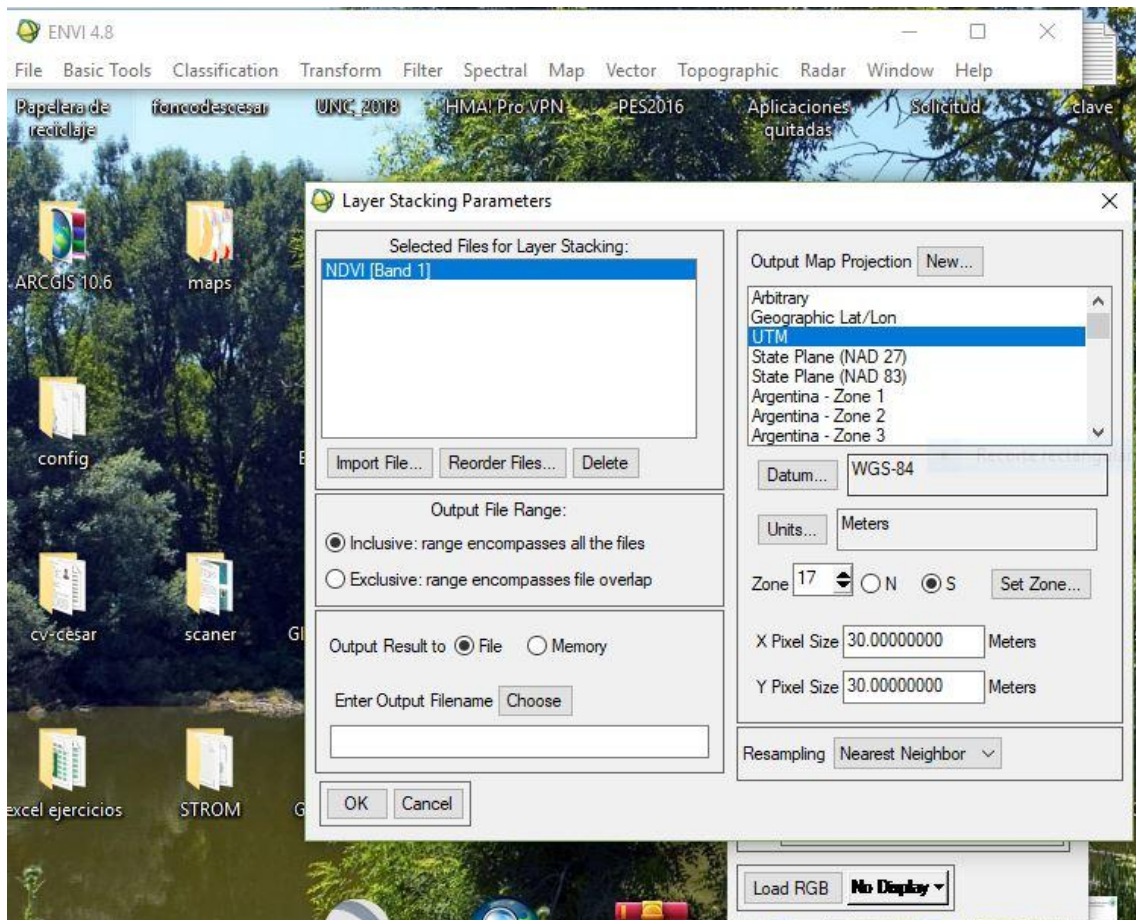 ENVI 4.8
File Basic Tools Classification Transform Filter Spectral Map Vector Topographic Radar Window Help
Papelera de reciclaje
foncodescesar
UNC_2018
HMA! Pro VPN
PES2016
Aplicaciones quitadas
Solicitud
clave
ARCGIS 10.6
maps
config
cv-cesar
scaner
Gl
excel ejercicios
STROM
G
Layer Stacking Parameters
Selected Files for Layer Stacking:
NDVI [Band 1]
Import File... Reorder Files... Delete
Output File Range:
Inclusive: range encompasses all the files
Exclusive: range encompasses file overlap
Output Result to File Memory
Enter Output Filename Choose
OK Cancel
Output Map Projection New...
Arbitrary
Geographic Lat/Lon
UTM
State Plane (NAD 27)
State Plane (NAD 83)
Argentina - Zone 1
Argentina - Zone 2
Argentina - Zone 3
Datum... WGS-84
Units... Meters
Zone 17 N S Set Zone...
X Pixel Size 30.00000000 Meters
Y Pixel Size 30.00000000 Meters
Resampling Nearest Neighbor
Load RGB No Display